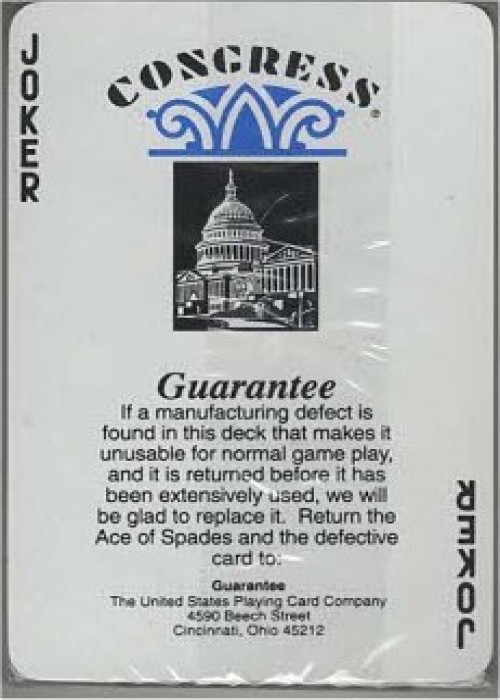 JOKER
CONGRESS®
Guarantee
If a manufacturing defect is
found in this deck that makes it
unusable for normal game play,
and it is returned before it has
been extensively used, we will
be glad to replace it. Return the
Ace of Spades and the defective
card to:
Guarantee
The United States Playing Card Company
4590 Beech Street
Cincinnati, Ohio 45212
JOKER